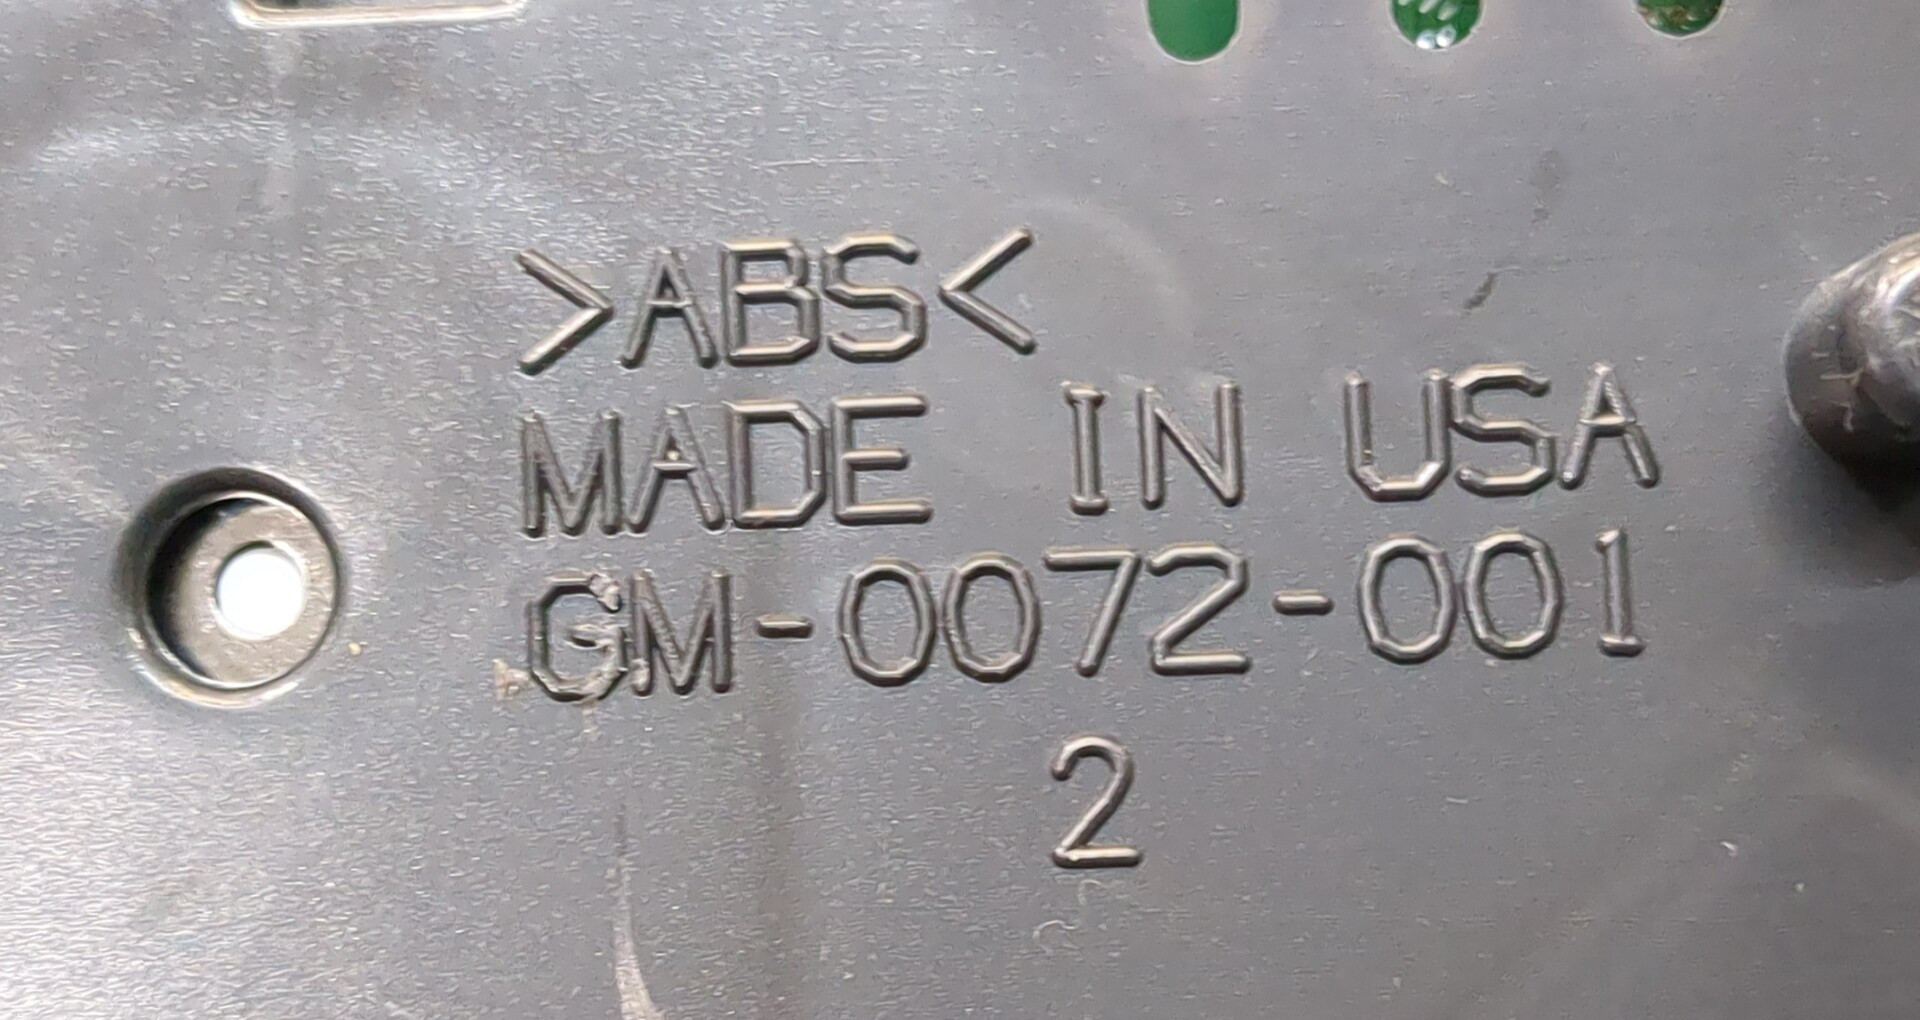 >ABS<
MADE IN USA
GM-0072-001
2